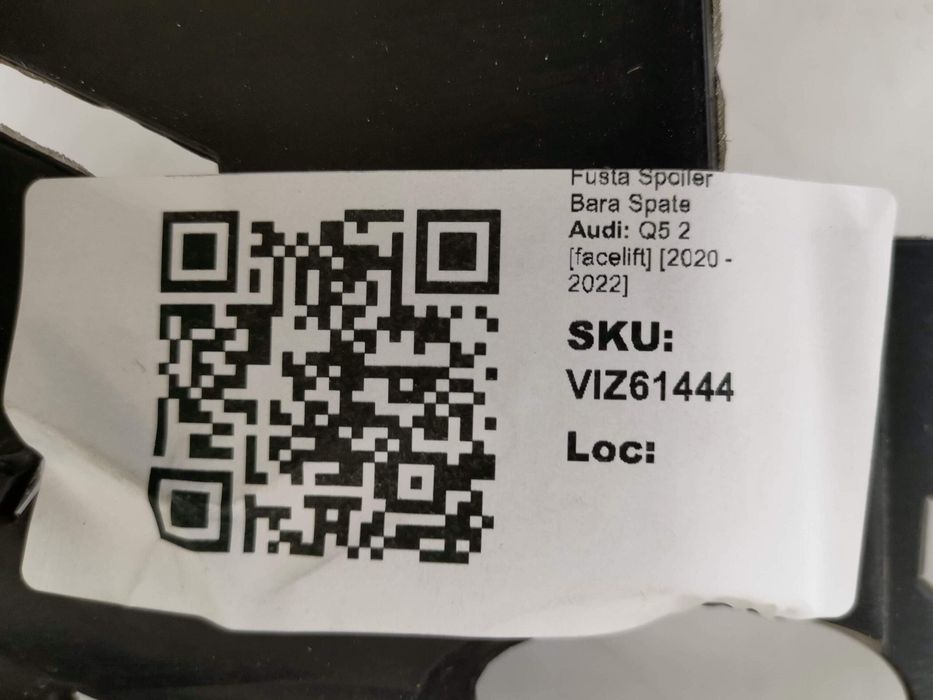 Fusta Spoiler
Bara Spate
Audi: Q5 2
[facelift] [2020 -
2022]
SKU:
VIZ61444
Loc: